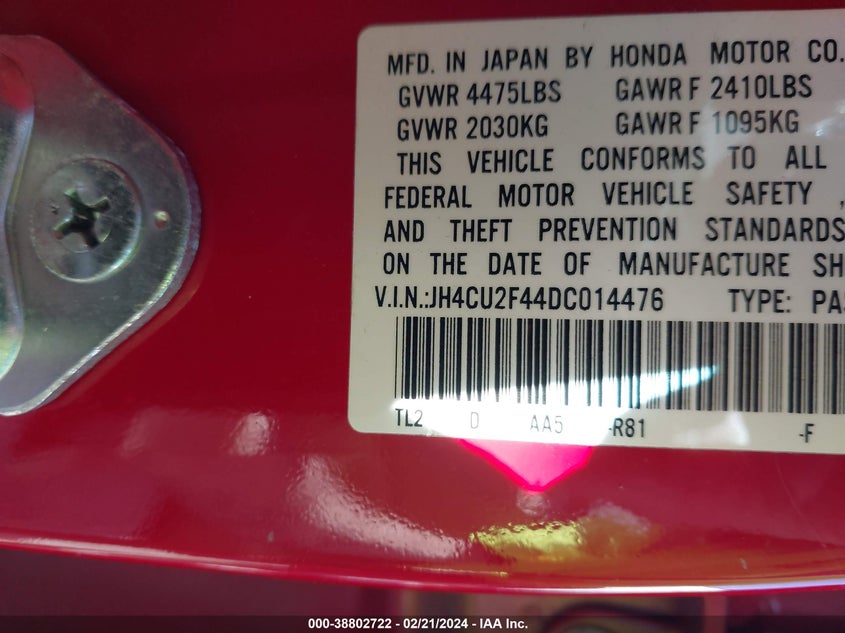 MFD. IN JAPAN BY HONDA MOTOR CO.
GVWR 4475LBS GAWR F 2410LBS
GVWR 2030KG GAWR F 1095KG
THIS VEHICLE CONFORMS TO ALL
FEDERAL MOTOR VEHICLE SAFETY ,
AND THEFT PREVENTION STANDARDS
ON THE DATE OF MANUFACTURE SH
V.I.N.:JH4CU2F44DC014476 TYPE: PAS
TL2 D AA5 -R81 -F
000-38802722 - 02/21/2024 - IAA Inc.